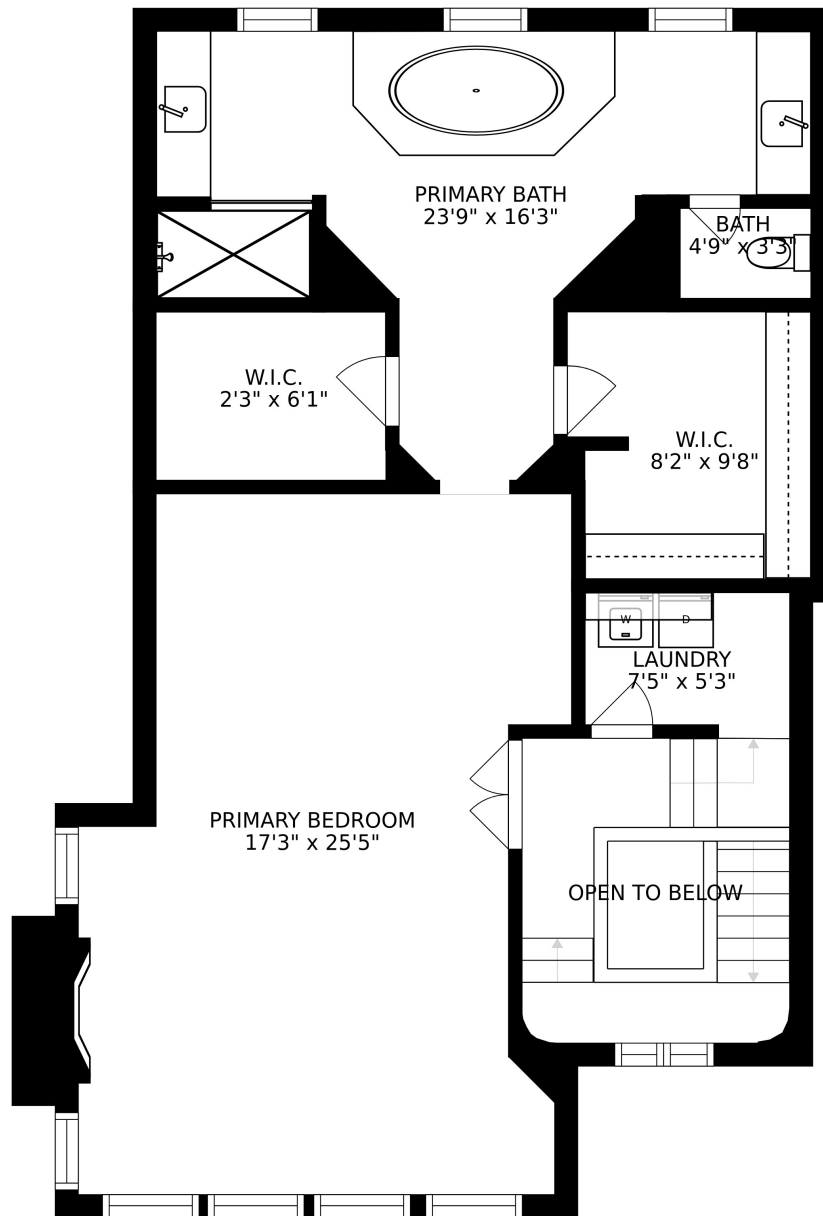 PRIMARY BATH
23'9" x 16'3"
BATH
4'9" x 3'3"
W.I.C.
2'3" x 6'1"
W.I.C.
8'2" x 9'8"
W
D
LAUNDRY
7'5" x 5'3"
PRIMARY BEDROOM
17'3" x 25'5"
OPEN TO BELOW